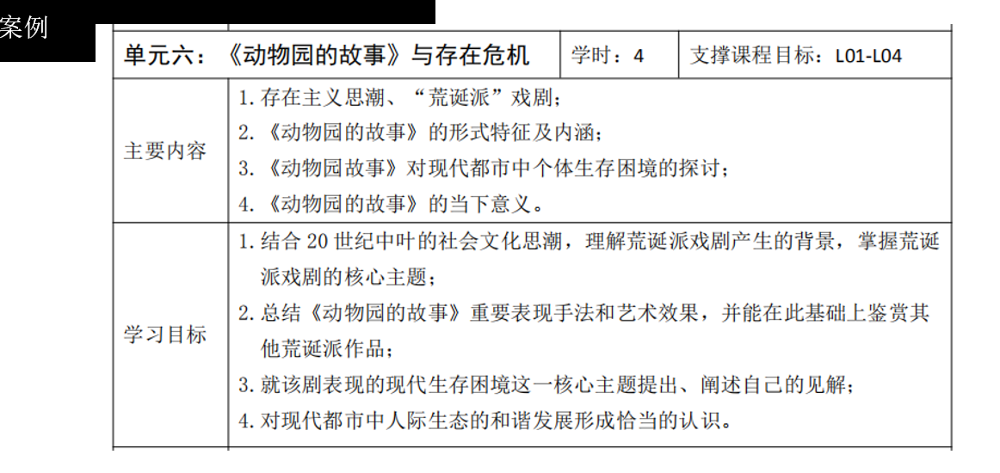 案例
单元六：《动物园的故事》与存在危机 学时：4 支撑课程目标：L01-L04
主要内容
1. 存在主义思潮、“荒诞派”戏剧；
2. 《动物园的故事》的形式特征及内涵；
3. 《动物园故事》对现代都市中个体生存困境的探讨；
4. 《动物园的故事》的当下意义。
学习目标
1. 结合 20 世纪中叶的社会文化思潮，理解荒诞派戏剧产生的背景，掌握荒诞
派戏剧的核心主题；
2. 总结《动物园的故事》重要表现手法和艺术效果，并能在此基础上鉴赏其
他荒诞派作品；
3. 就该剧表现的现代生存困境这一核心主题提出、阐述自己的见解；
4. 对现代都市中人际生态的和谐发展形成恰当的认识。